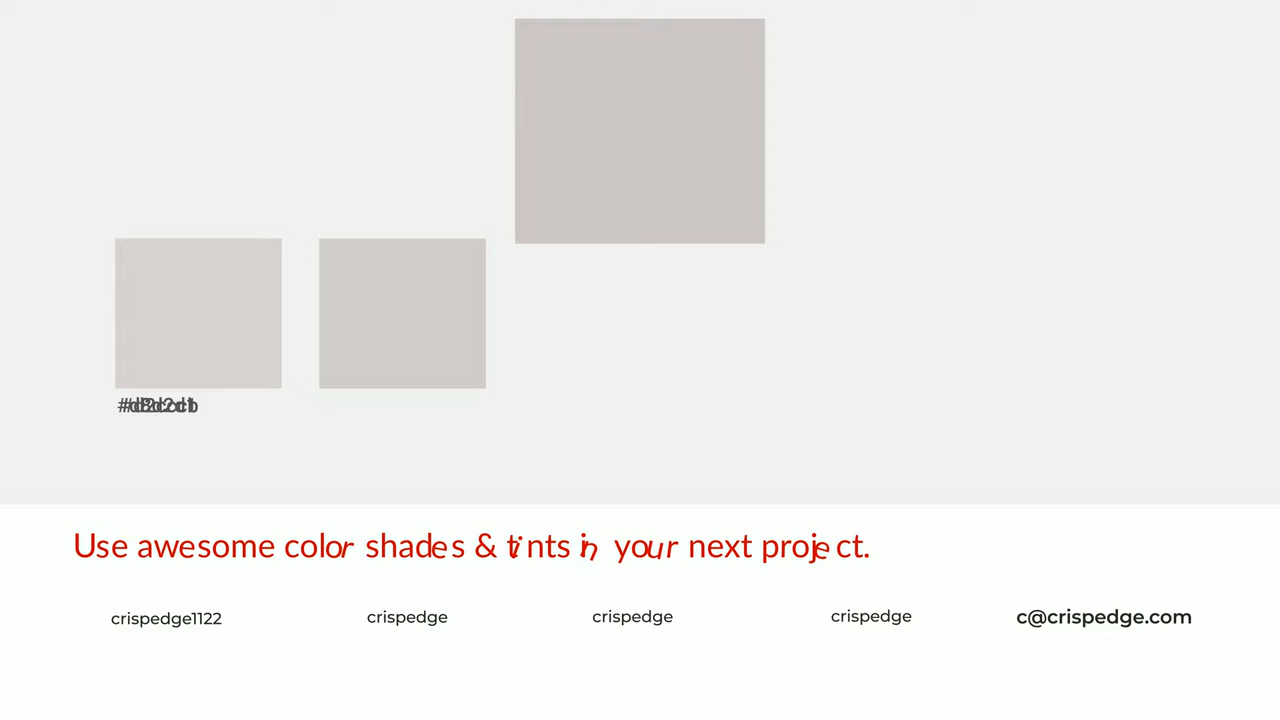 Use awesome color shades & tints in your next project.
crispedge1122 crispedge crispedge crispedge c@crispedge.com